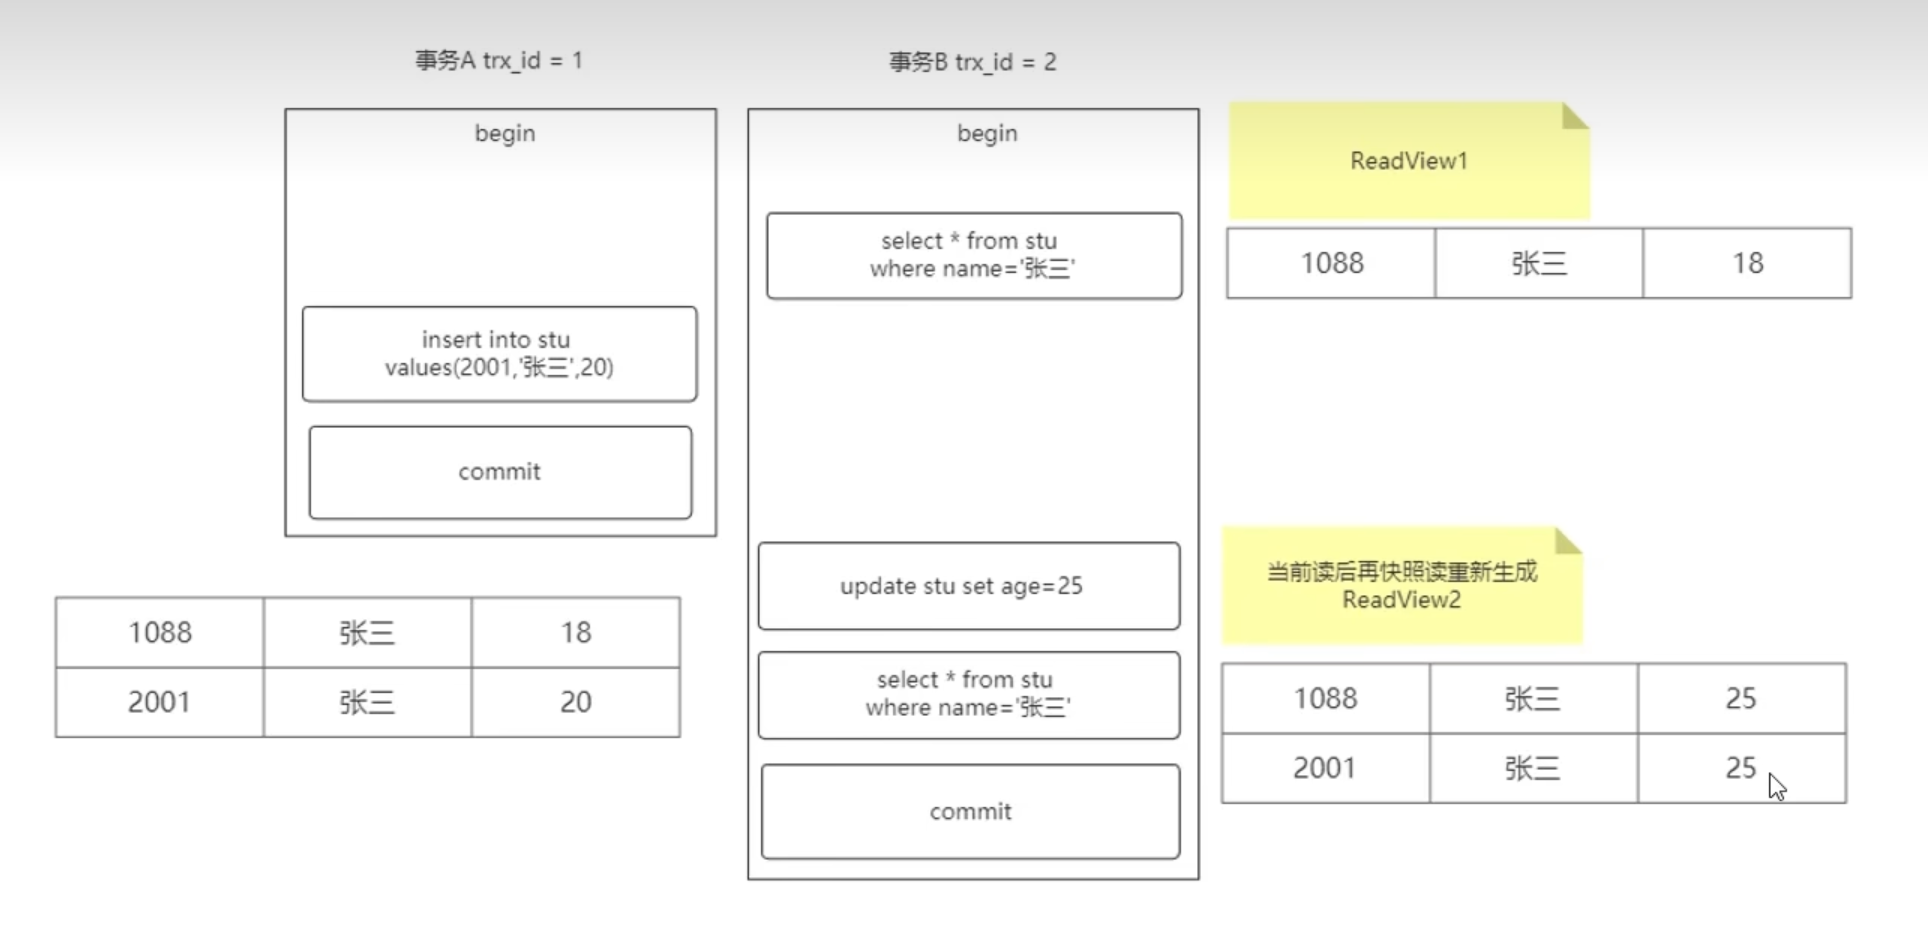 事务A trx_id = 1
事务B trx_id = 2
begin
begin
ReadView1
select * from stu
where name='张三'
1088 张三 18
insert into stu
values(2001,'张三',20)
commit
update stu set age=25
当前读后再快照读重新生成
ReadView2
1088 张三 18
2001 张三 20
select * from stu
where name='张三'
1088 张三 25
2001 张三 25
commit